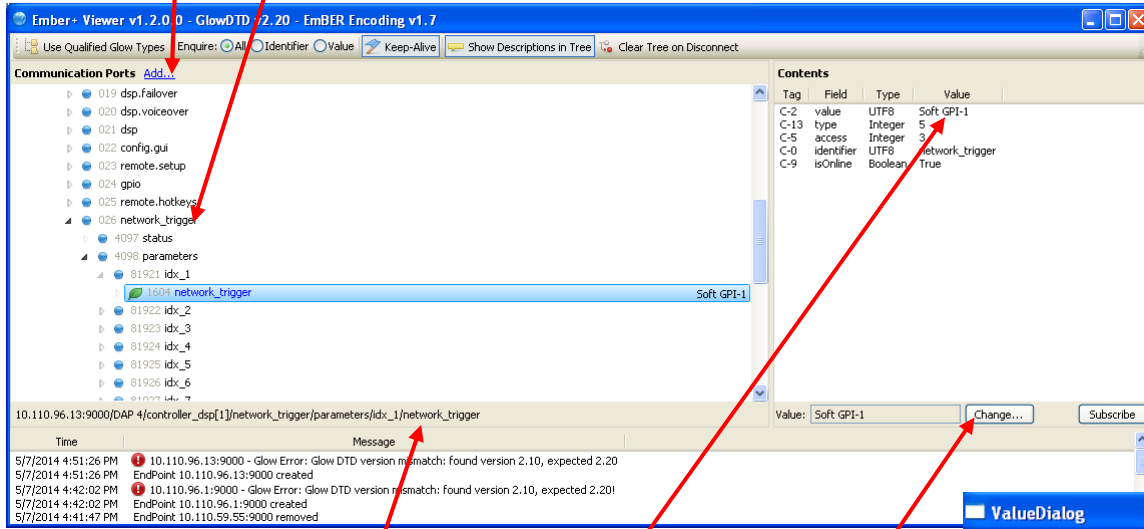 Ember+ Viewer v1.2.0.0 - GlowDTD v2.20 - EmBER Encoding v1.7
Use Qualified Glow Types Enquire: All Identifier Value Keep-Alive Show Descriptions in Tree Clear Tree on Disconnect
Communication Ports Add...
019 dsp.failover
020 dsp.voiceover
021 dsp
022 config.gui
023 remote.setup
024 gpio
025 remote.hotkeys
026 network_trigger
4097 status
4098 parameters
81921 idx_1
1604 network_trigger Soft GPI-1
81922 idx_2
81923 idx_3
81924 idx_4
81925 idx_5
81926 idx_6
81927 idx_7
10.110.96.13:9000/DAP 4/controller_dsp[1]/network_trigger/parameters/idx_1/network_trigger
Contents
Tag Field Type Value
C-2 value UTF8 Soft GPI-1
C-13 type Integer 5
C-5 access Integer 3
C-0 identifier UTF8 network_trigger
C-9 isOnline Boolean True
Value: Soft GPI-1 Change... Subscribe
Time Message
5/7/2014 4:51:26 PM 10.110.96.13:9000 - Glow Error: Glow DTD version mismatch: found version 2.10, expected 2.20
5/7/2014 4:51:26 PM EndPoint 10.110.96.13:9000 created
5/7/2014 4:42:02 PM 10.110.96.1:9000 - Glow Error: Glow DTD version mismatch: found version 2.10, expected 2.20!
5/7/2014 4:42:02 PM EndPoint 10.110.96.1:9000 created
5/7/2014 4:41:47 PM EndPoint 10.110.59.55:9000 removed
ValueDialog